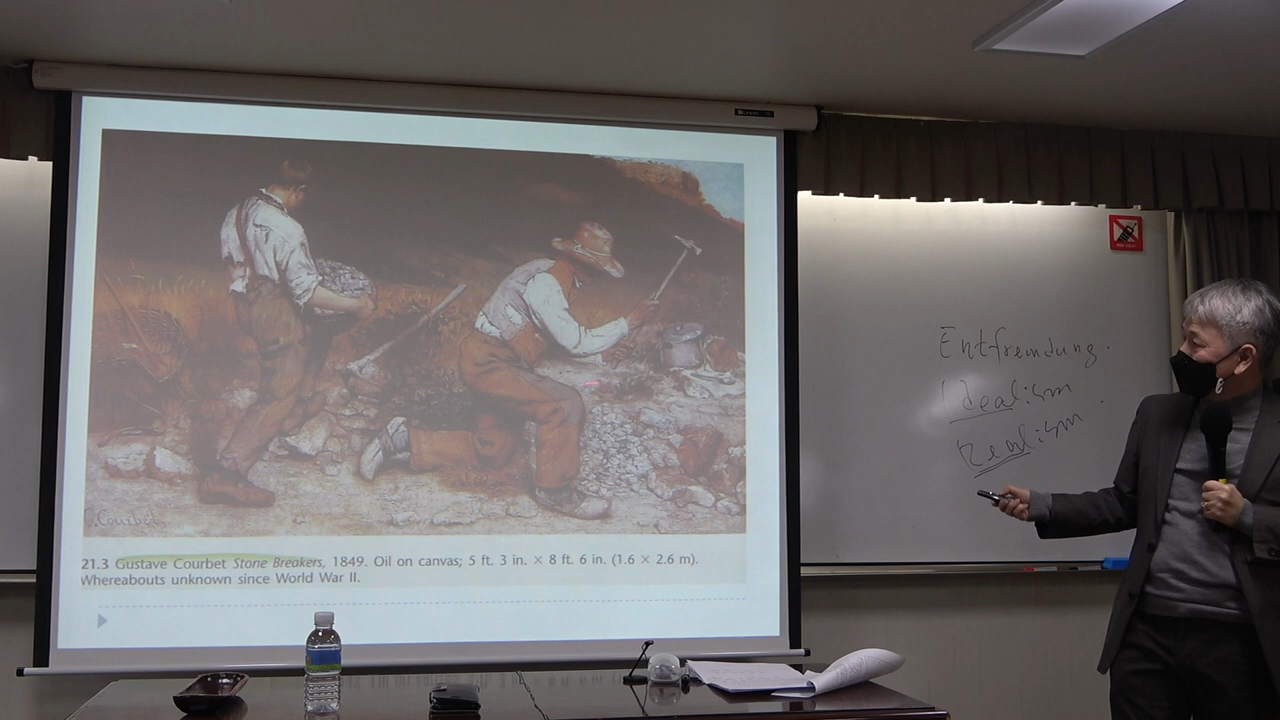 G. Courbet
21.3 Gustave Courbet Stone Breakers, 1849. Oil on canvas; 5 ft. 3 in. × 8 ft. 6 in. (1.6 × 2.6 m).
Whereabouts unknown since World War II.
Entfremdung.
Idealism
Realism.